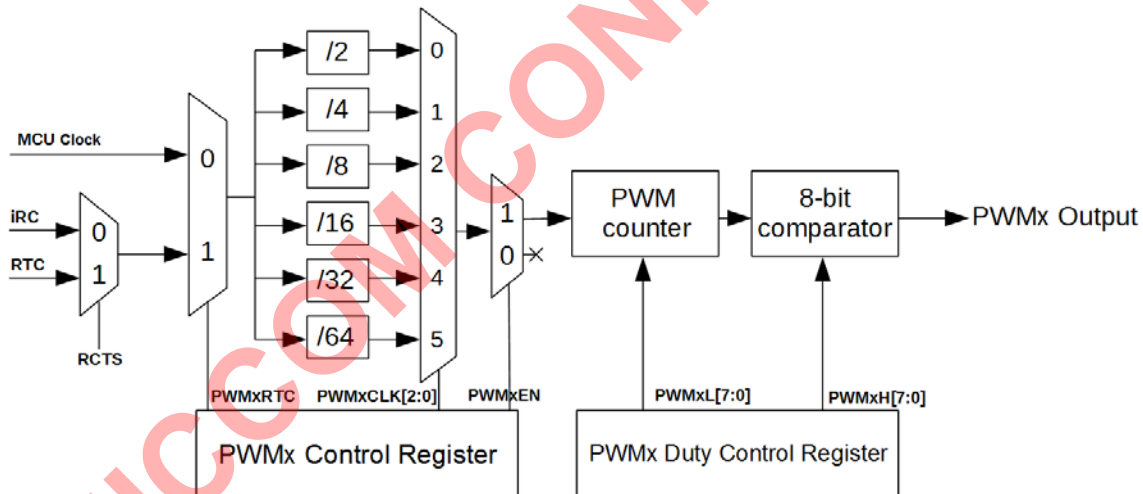 /2
0
/4
1
MCU Clock
0
/8
2
1
PWM
counter
8-bit
comparator
PWMx Output
iRC
0
/16
3
0
1
RTC
1
/32
4
RCTS
/64
5
PWMxRTC
PWMxCLK[2:0]
PWMxEN
PWMxL[7:0]
PWMxH[7:0]
PWMx Control Register
PWMx Duty Control Register